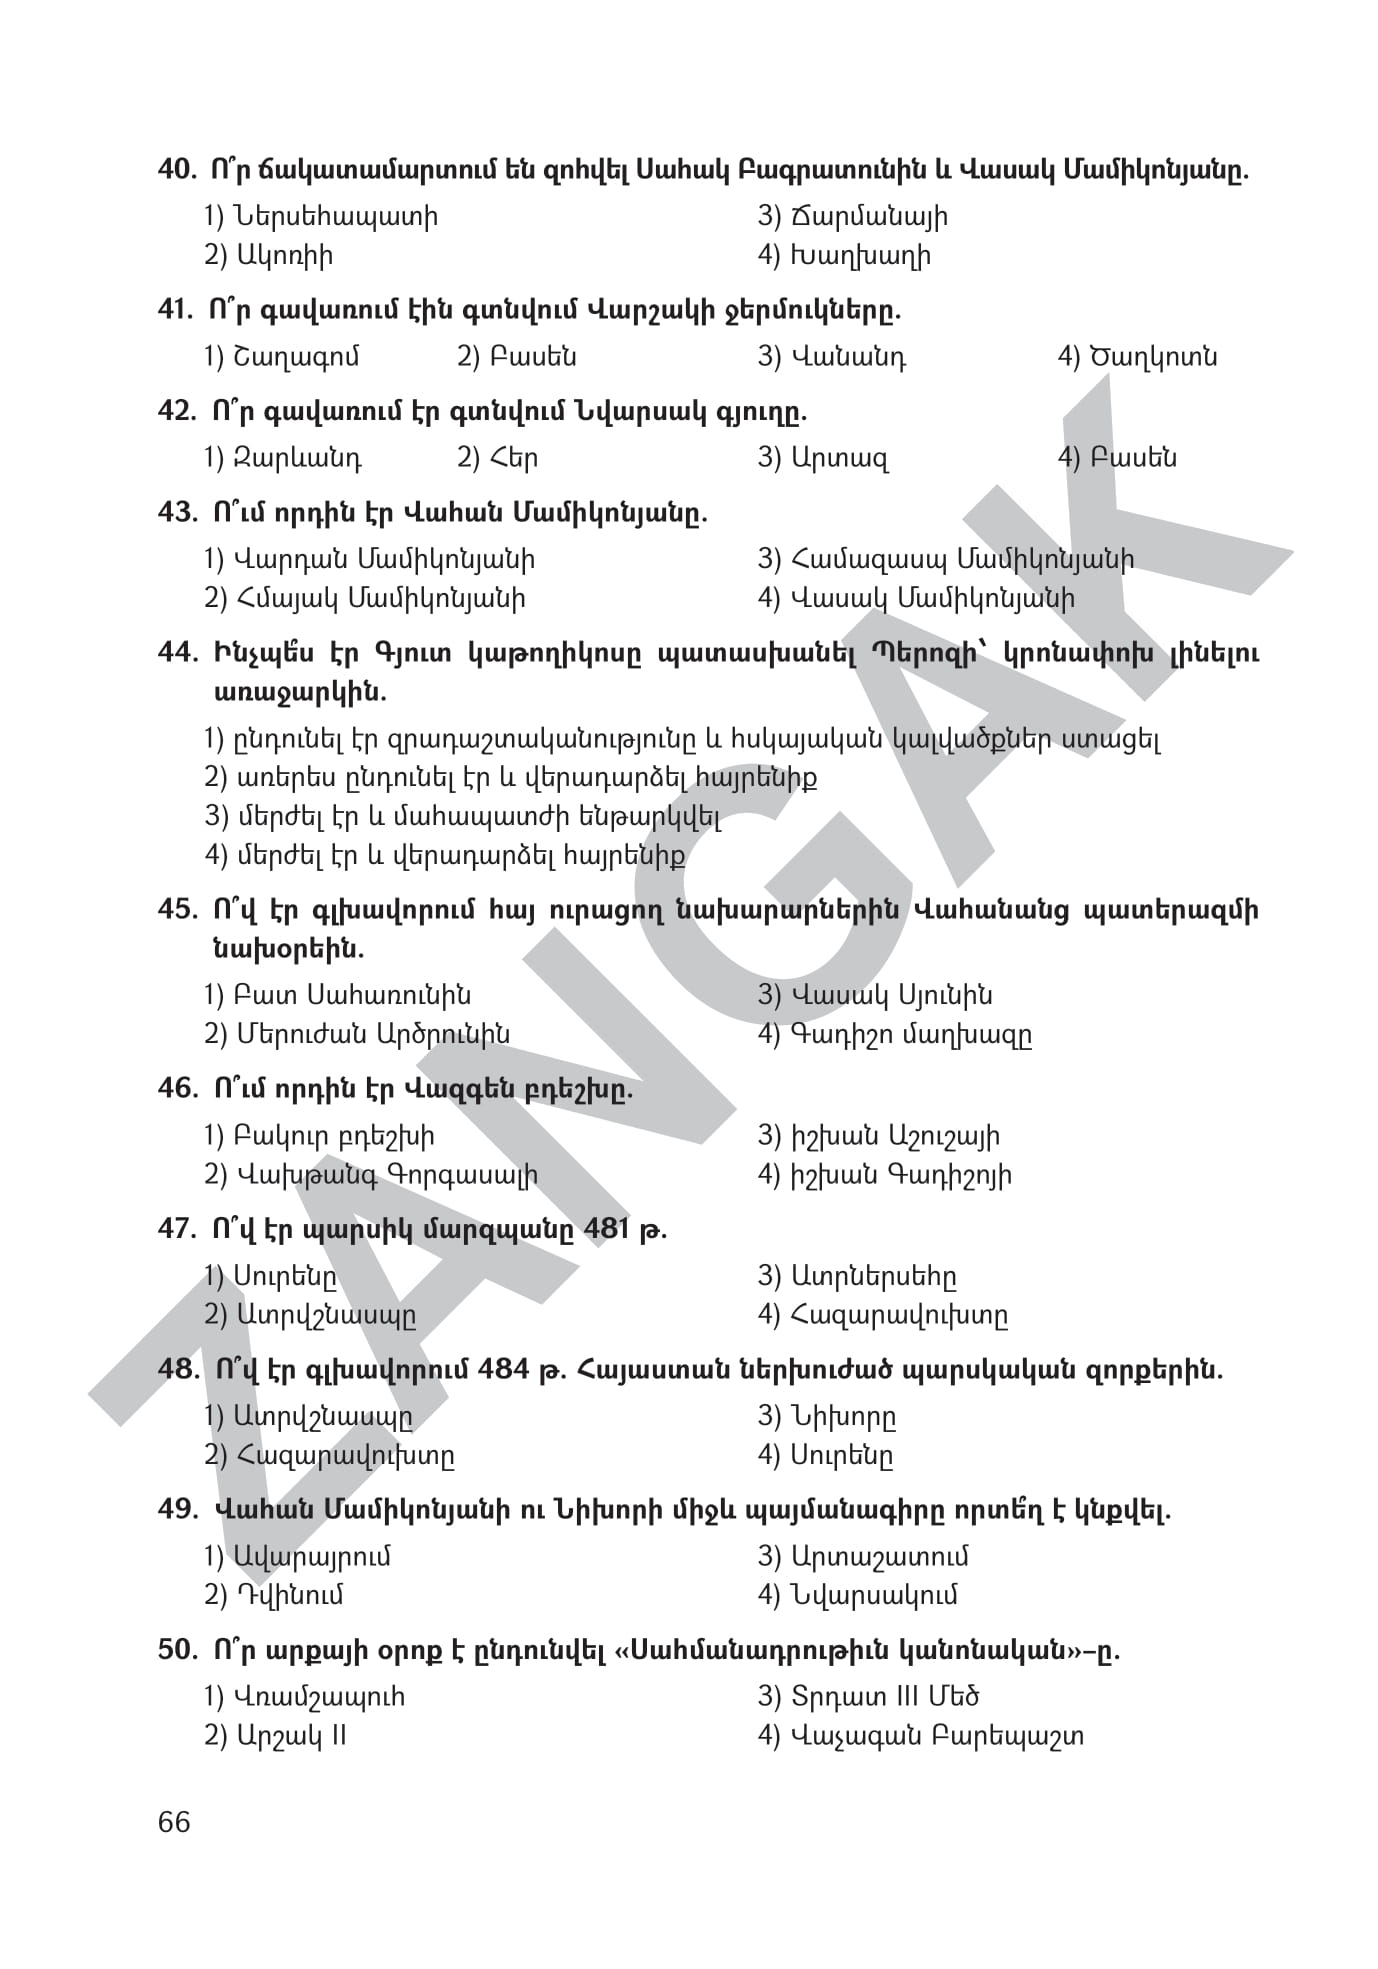 40. Ո՞ր ճակատամարտում են զոհվել Սահակ Բագրատունին և Վասակ Մամիկոնյանը.
1) Ներսեհապատի
3) Ճարմանայի
2) Ակոռիի
4) Խաղխաղի
41. Ո՞ր գավառում էին գտնվում Վարշակի ջերմուկները.
1) Շաղագոմ 2) Բասեն 3) Վանանդ 4) Ծաղկոտն
42. Ո՞ր գավառում էր գտնվում Նվարսակ գյուղը.
1) Զարևանդ 2) Հեր 3) Արտազ 4) Բասեն
43. Ո՞ւմ որդին էր Վահան Մամիկոնյանը.
1) Վարդան Մամիկոնյանի
3) Համազասպ Մամիկոնյանի
2) Հմայակ Մամիկոնյանի
4) Վասակ Մամիկոնյանի
44. Ինչպե՞ս էր Գյուտ կաթողիկոսը պատասխանել Պերոզի՝ կրոնափոխ լինելու
առաջարկին.
1) ընդունել էր զրադաշտականությունը և հսկայական կալվածքներ ստացել
2) առերես ընդունել էր և վերադարձել հայրենիք
3) մերժել էր և մահապատժի ենթարկվել
4) մերժել էր և վերադարձել հայրենիք
45. Ո՞վ էր գլխավորում հայ ուրացող նախարարներին Վահանանց պատերազմի
նախօրեին.
1) Բատ Սահառունին
3) Վասակ Սյունին
2) Մերուժան Արծրունին
4) Գադիշո մաղխազը
46. Ո՞ւմ որդին էր Վազգեն բդեշխը.
1) Բակուր բդեշխի
3) իշխան Աշուշայի
2) Վախթանգ Գորգասալի
4) իշխան Գադիշոյի
47. Ո՞վ էր պարսիկ մարզպանը 481 թ.
1) Սուրենը
3) Ատրներսեհը
2) Ատրվշնասպը
4) Հազարավուխտը
48. Ո՞վ էր գլխավորում 484 թ. Հայաստան ներխուժած պարսկական զորքերին.
1) Ատրվշնասպը
3) Նիխորը
2) Հազարավուխտը
4) Սուրենը
49. Վահան Մամիկոնյանի ու Նիխորի միջև պայմանագիրը որտե՞ղ է կնքվել.
1) Ավարայրում
3) Արտաշատում
2) Դվինում
4) Նվարսակում
50. Ո՞ր արքայի օրոք է ընդունվել «Սահմանադրութիւն կանոնական»–ը.
1) Վռամշապուհ
3) Տրդատ III Մեծ
2) Արշակ II
4) Վաչագան Բարեպաշտ
66
ZANGAK